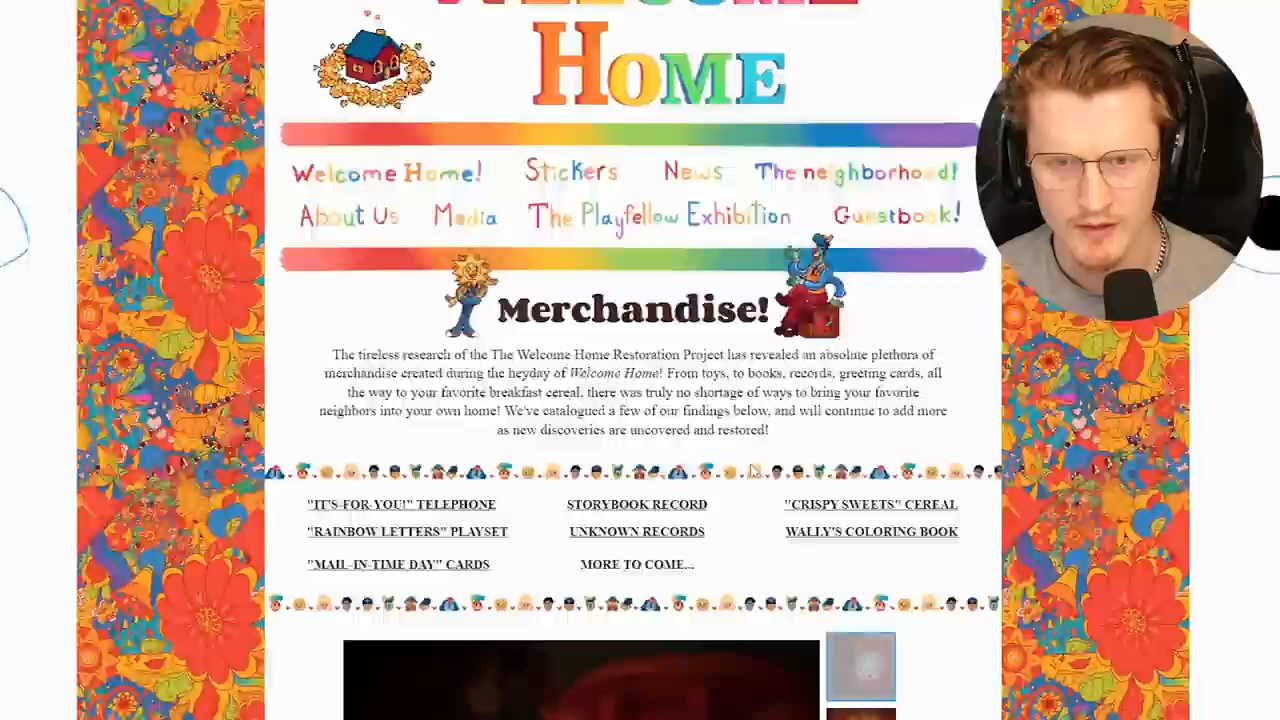 WELCOME
HOME
Welcome Home! Stickers News The neighborhood!
About Us Media The Playfellow Exhibition Guestbook!
Merchandise!
The tireless research of the The Welcome Home Restoration Project has revealed an absolute plethora of
merchandise created during the heyday of Welcome Home! From toys, to books, records, greeting cards, all
the way to your favorite breakfast cereal, there was truly no shortage of ways to bring your favorite
neighbors into your own home! We've catalogued a few of our findings below, and will continue to add more
as new discoveries are uncovered and restored!
"IT'S-FOR-YOU!" TELEPHONE STORYBOOK RECORD "CRISPY SWEETS" CEREAL
"RAINBOW LETTERS" PLAYSET UNKNOWN RECORDS WALLY'S COLORING BOOK
"MAIL-IN-TIME DAY" CARDS MORE TO COME...